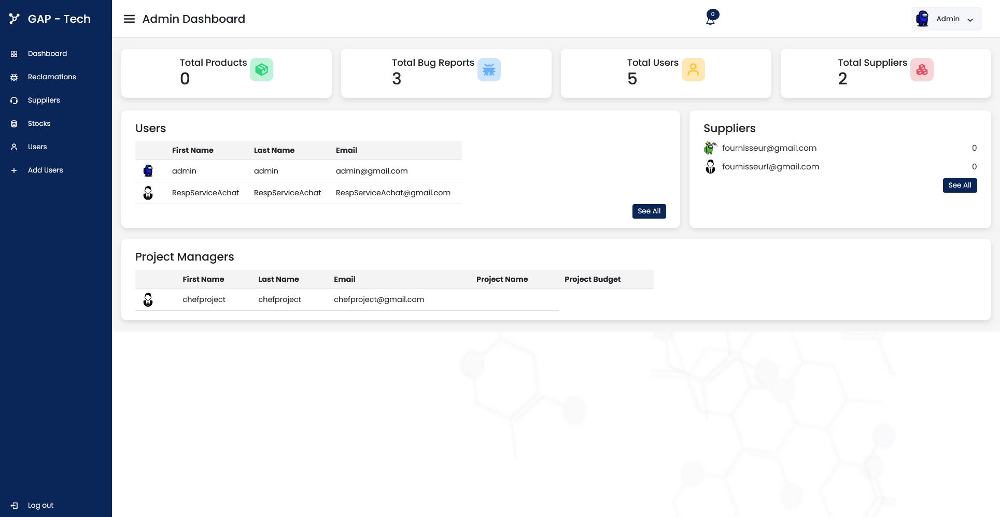 GAP - Tech
Dashboard
Reclamations
Suppliers
Stocks
Users
Add Users
Log out
Admin Dashboard
0
Admin
Total Products
0
Total Bug Reports
3
Total Users
5
Total Suppliers
2
Users
First Name Last Name Email
admin admin admin@gmail.com
RespServiceAchat RespServiceAchat RespServiceAchat@gmail.com
See All
Suppliers
fournisseur@gmail.com 0
fournisseur1@gmail.com 0
See All
Project Managers
First Name Last Name Email Project Name Project Budget
chefproject chefproject chefproject@gmail.com